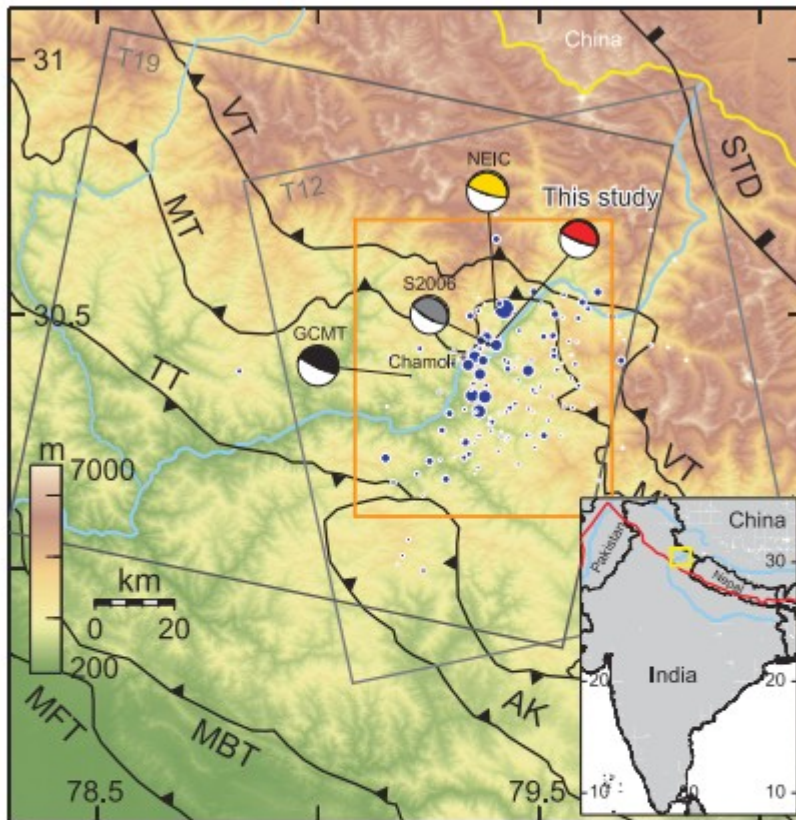 China
31
T19
VT
STD
NEIC
T12
This study
MT
S2006
30.5
GCMT
Chamoli
TT
VT
m
7000
China
km
Pakistan
30
Nepal
0 20
200
India
20 20
AK
MFT
MBT
78.5
79.5
10 10